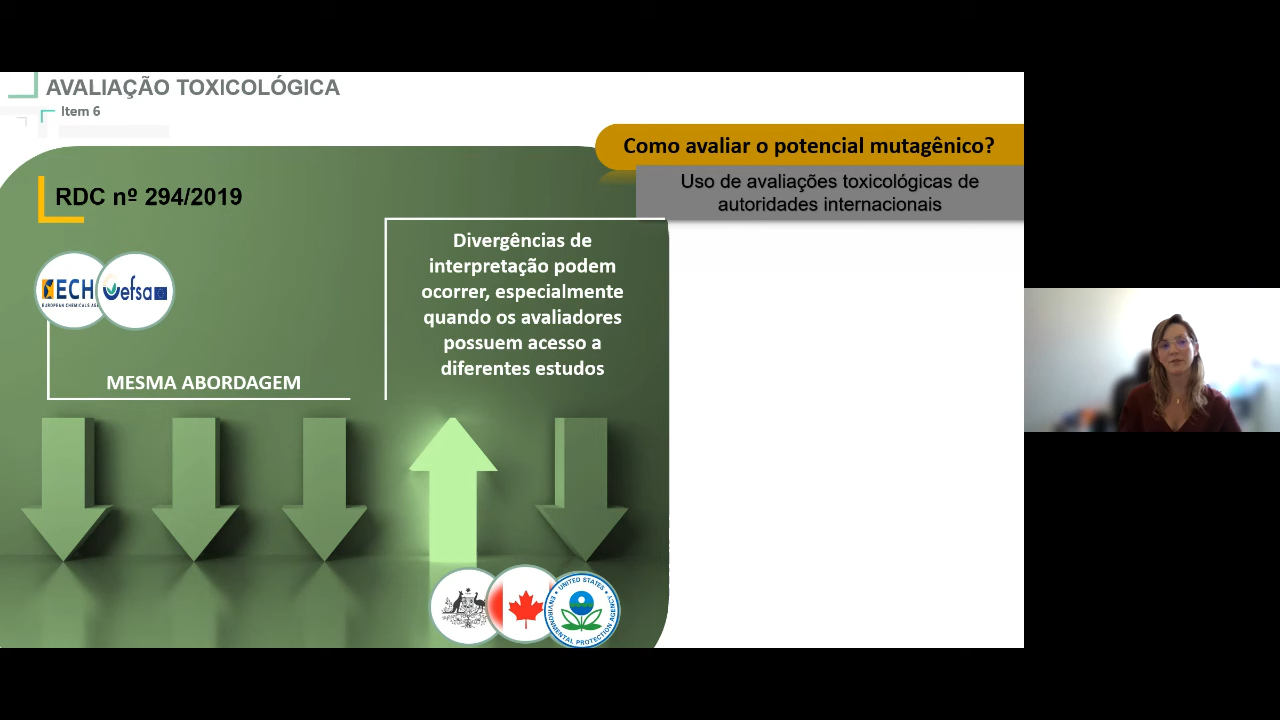 AVALIAÇÃO TOXICOLÓGICA
Item 6
Como avaliar o potencial mutagênico?
Uso de avaliações toxicológicas de
autoridades internacionais
RDC nº 294/2019
ECH
efsa
Divergências de
interpretação podem
ocorrer, especialmente
quando os avaliadores
possuem acesso a
diferentes estudos
MESMA ABORDAGEM
UNITED STATES
ENVIRONMENTAL PROTECTION AGENCY